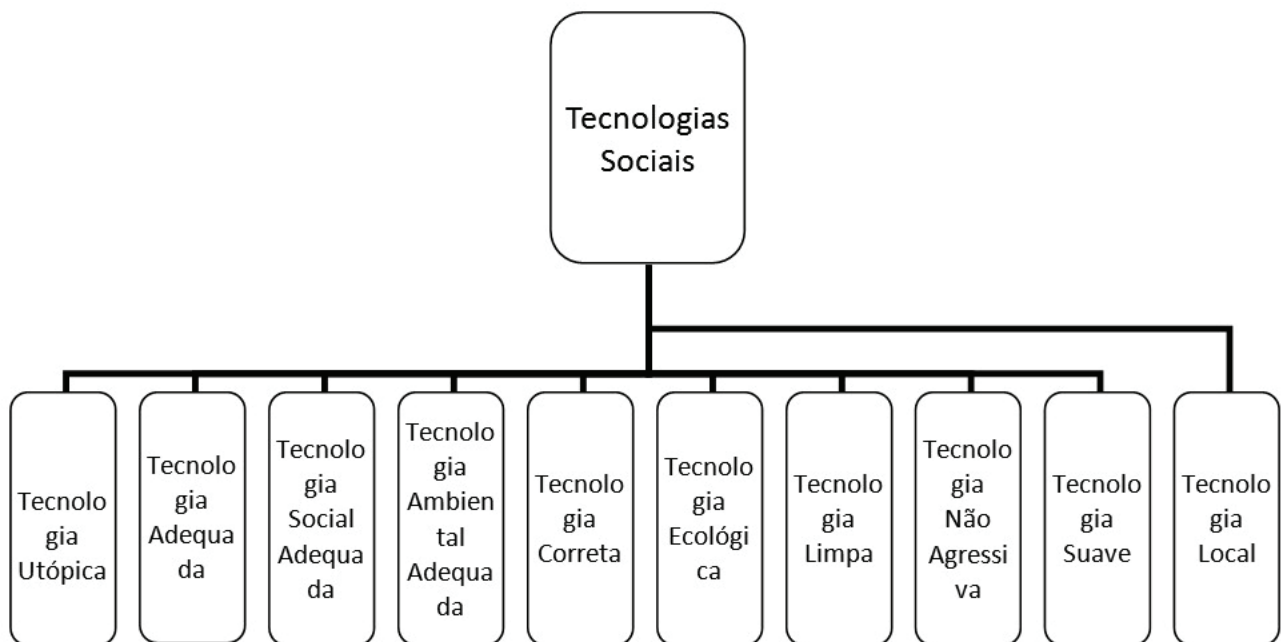 Tecnologias
Sociais
Tecnolo
gia
Utópica
Tecnolo
gia
Adequa
da
Tecnolo
gia
Social
Adequa
da
Tecnolo
gia
Ambien
tal
Adequa
da
Tecnolo
gia
Correta
Tecnolo
gia
Ecológi
ca
Tecnolo
gia
Limpa
Tecnolo
gia
Não
Agressi
va
Tecnolo
gia
Suave
Tecnolo
gia
Local